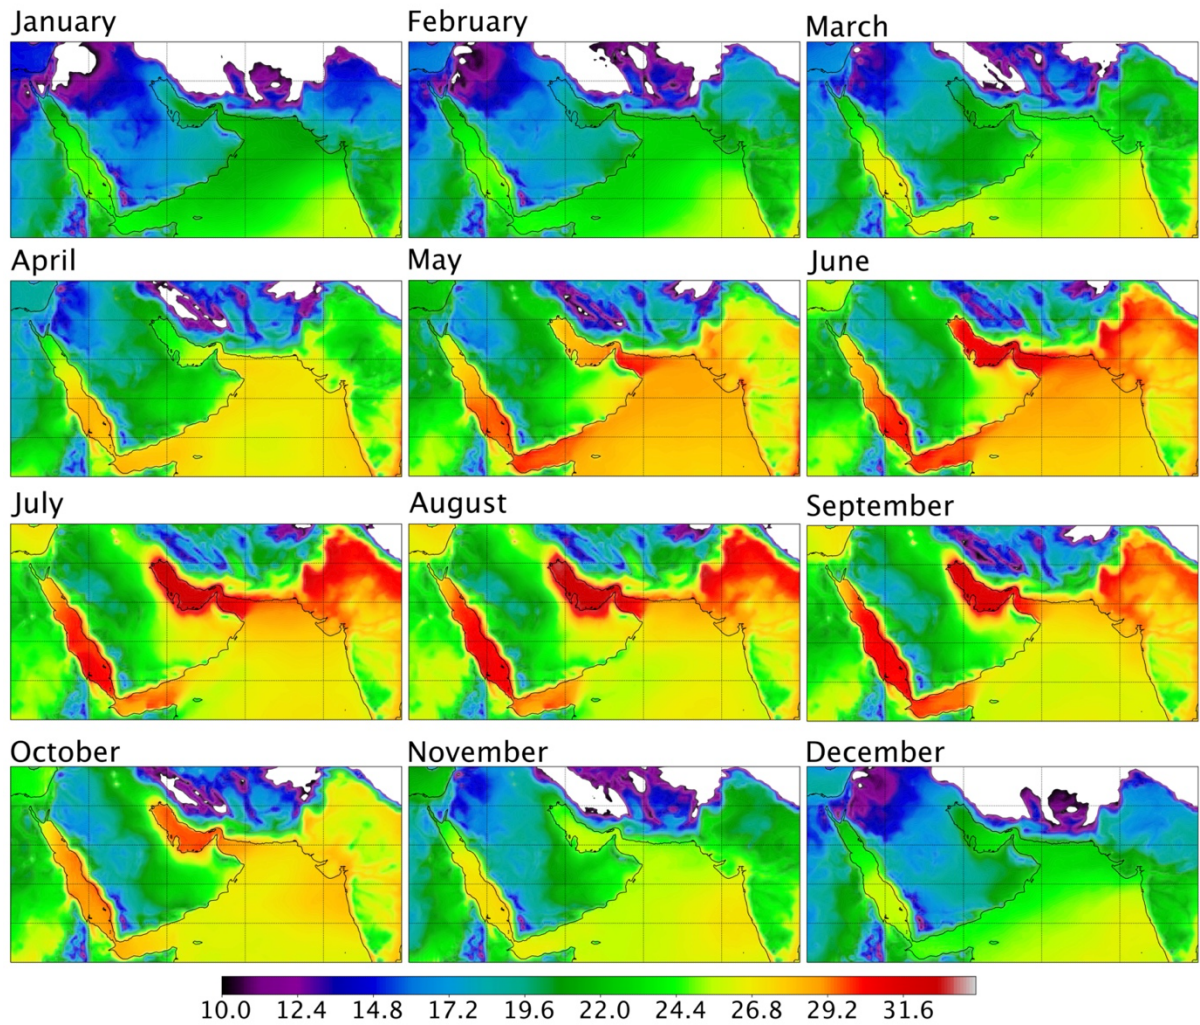 January February March
April May June
July August September
October November December
10.0 12.4 14.8 17.2 19.6 22.0 24.4 26.8 29.2 31.6